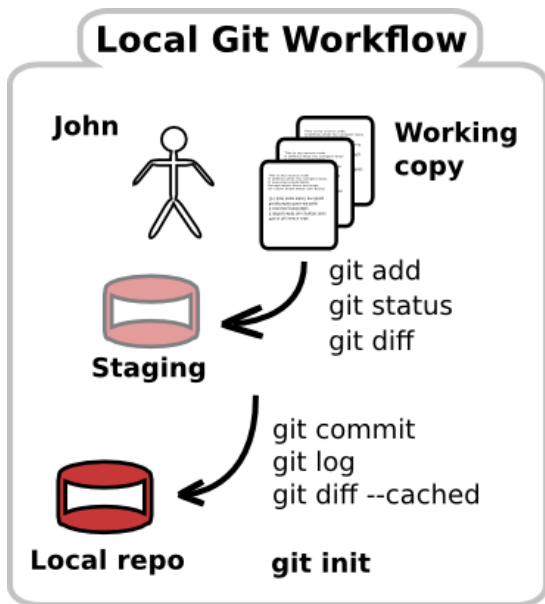 Local Git Workflow
John
Working
copy
git add
git status
git diff
Staging
git commit
git log
git diff --cached
Local repo
git init